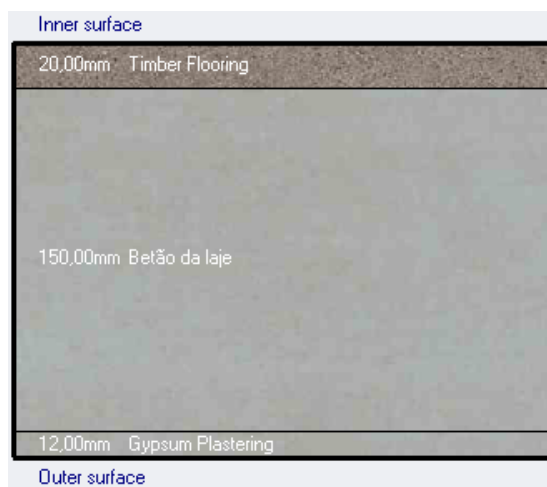 Inner surface
20,00mm Timber Flooring
150,00mm Betão da laje
12,00mm Gypsum Plastering
Outer surface